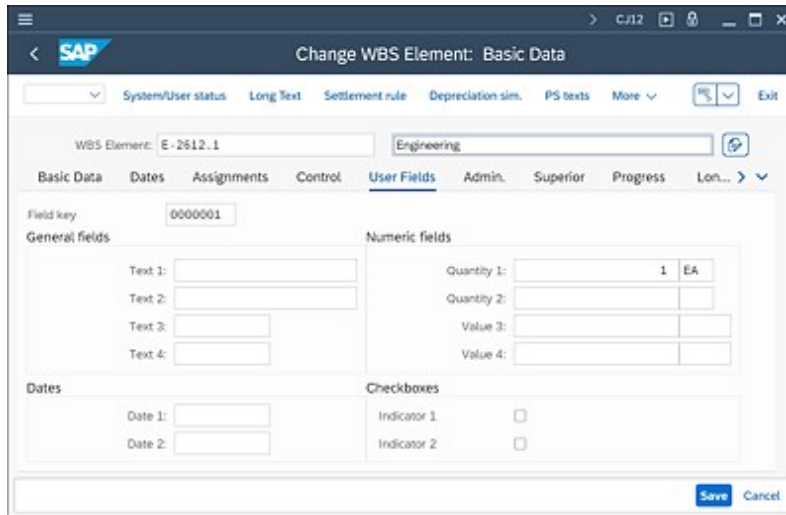 CJ12
SAP Change WBS Element: Basic Data
System/User status Long Text Settlement rule Depreciation sim. PS texts More Exit
WBS Element: E-2612.1 Engineering
Basic Data Dates Assignments Control User Fields Admin. Superior Progress Lon...
Field key 0000001
General fields Numeric fields
Text 1: Quantity 1: 1 EA
Text 2: Quantity 2:
Text 3: Value 3:
Text 4: Value 4:
Dates Checkboxes
Date 1: Indicator 1
Date 2: Indicator 2
Save Cancel